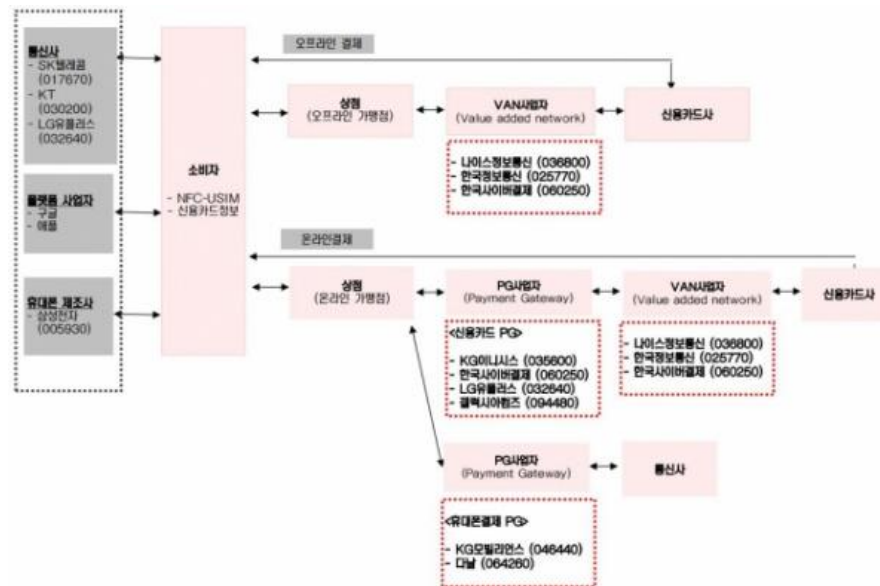 통신사
- SK텔레콤
(017670)
- KT
(030200)
- LG유플러스
(032640)
플랫폼 사업자
- 구글
- 애플
휴대폰 제조사
- 삼성전자
(005930)
소비자
- NFC-USIM
- 신용카드정보
오프라인 결제
상점
(오프라인 가맹점)
VAN사업자
(Value added network)
신용카드사
- 나이스정보통신 (036800)
- 한국정보통신 (025770)
- 한국사이버결제 (060250)
온라인결제
상점
(온라인 가맹점)
PG사업자
(Payment Gateway)
VAN사업자
(Value added network)
신용카드사
<신용카드 PG>
- KG이니시스 (035600)
- 한국사이버결제 (060250)
- LG유플러스 (032640)
- 갤럭시아컴즈 (094480)
- 나이스정보통신 (036800)
- 한국정보통신 (025770)
- 한국사이버결제 (060250)
PG사업자
(Payment Gateway)
통신사
<휴대폰결제 PG>
- KG모빌리언스 (046440)
- 다날 (064260)